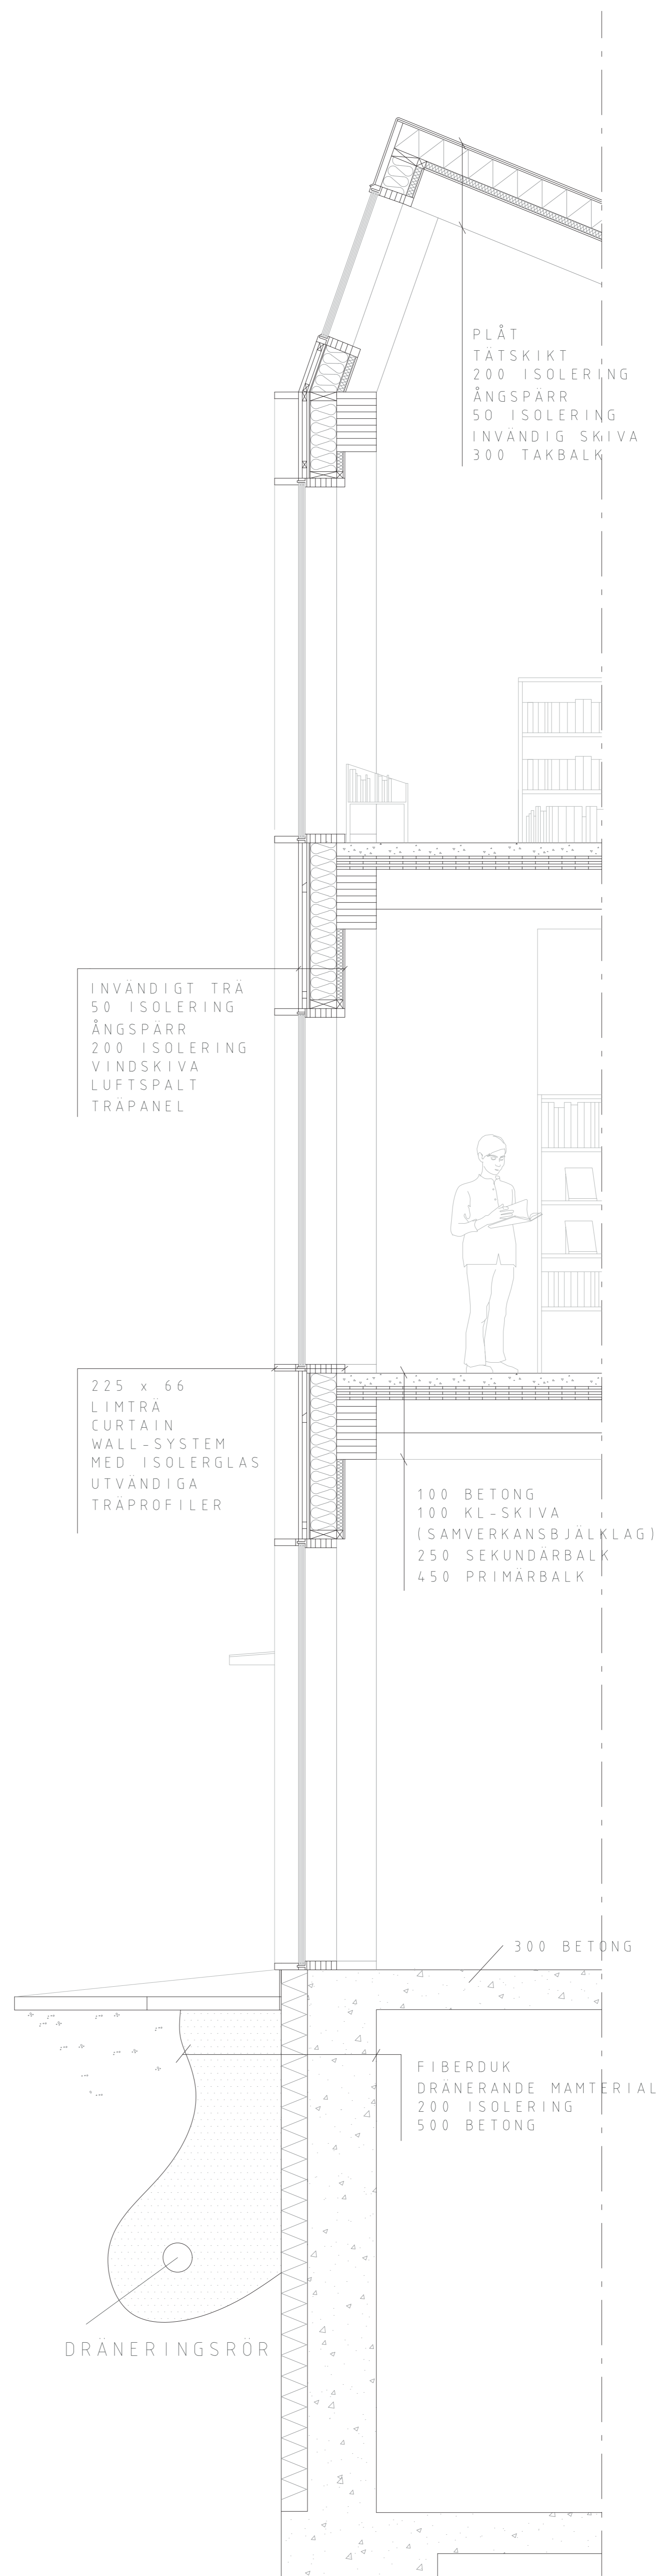 PLÅT
TÄTSKIKT
200 ISOLERING
ÅNGSPÄRR
50 ISOLERING
INVÄNDIG SKIVA
300 TAKBALK
INVÄNDIGT TRÄ
50 ISOLERING
ÅNGSPÄRR
200 ISOLERING
VINDSKIVA
LUFTSPALT
TRÄPANEL
225 x 66
LIMTRÄ
CURTAIN
WALL-SYSTEM
MED ISOLERGLAS
UTVÄNDIGA
TRÄPROFILER
100 BETONG
100 KL-SKIVA
(SAMVERKANSBJÄLKLAG)
250 SEKUNDÄRBALK
450 PRIMÄRBALK
300 BETONG
FIBERDUK
DRÄNERANDE MAMTERIAL
200 ISOLERING
500 BETONG
DRÄNERINGSRÖR